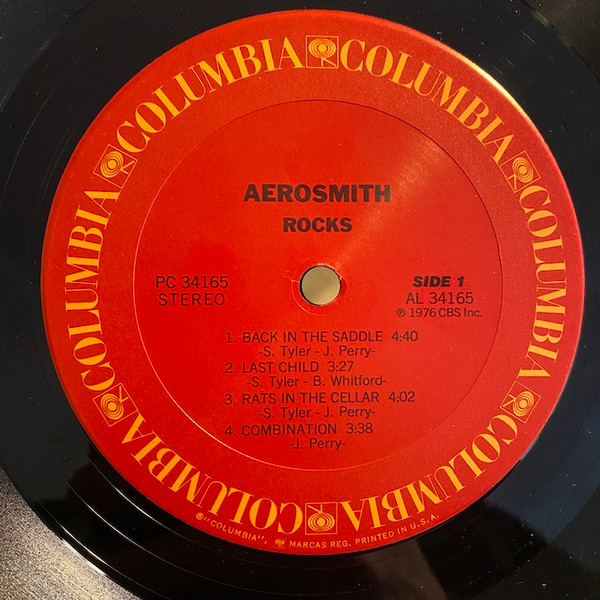 COLUMBIA COLUMBIA COLUMBIA COLUMBIA COLUMBIA COLUMBIA COLUMBIA COLUMBIA
AEROSMITH
ROCKS
PC 34165
STEREO
SIDE 1
AL 34165
℗ 1976 CBS Inc.
1. BACK IN THE SADDLE 4:40
-S. Tyler - J. Perry-
2. LAST CHILD 3:27
-S. Tyler - B. Whitford-
3. RATS IN THE CELLAR 4:02
-S. Tyler - J. Perry-
4. COMBINATION 3:38
-J. Perry-
®"COLUMBIA", MARCAS REG. PRINTED IN U.S.A.